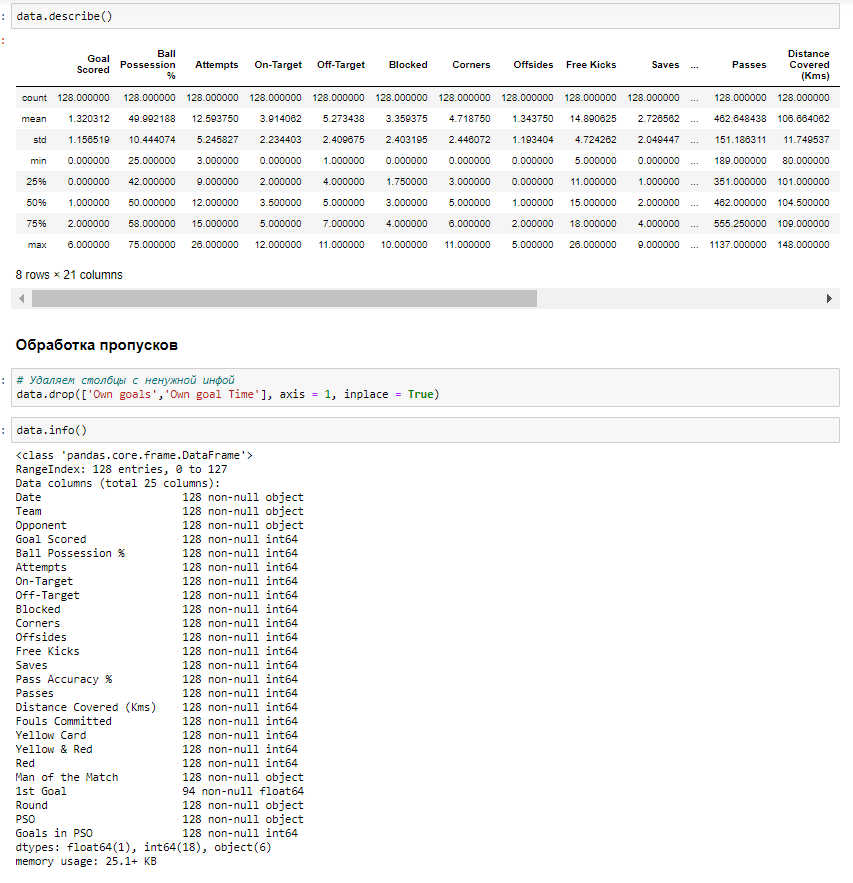 data.describe()
Goal Scored Ball Possession % Attempts On-Target Off-Target Blocked Corners Offsides Free Kicks Saves ... Passes Distance Covered (Kms)
count 128.000000 128.000000 128.000000 128.000000 128.000000 128.000000 128.000000 128.000000 128.000000 128.000000 ... 128.000000 128.000000
mean 1.320312 49.992188 12.593750 3.914062 5.273438 3.359375 4.718750 1.343750 14.890625 2.726562 ... 462.648438 106.664062
std 1.156519 10.444074 5.245827 2.234403 2.409675 2.403195 2.446072 1.193404 4.724262 2.049447 ... 151.186311 11.749537
min 0.000000 25.000000 3.000000 0.000000 1.000000 0.000000 0.000000 0.000000 5.000000 0.000000 ... 189.000000 80.000000
25% 0.000000 42.000000 9.000000 2.000000 4.000000 1.750000 3.000000 0.000000 11.000000 1.000000 ... 351.000000 101.000000
50% 1.000000 50.000000 12.000000 3.500000 5.000000 3.000000 5.000000 1.000000 15.000000 2.000000 ... 462.000000 104.500000
75% 2.000000 58.000000 15.000000 5.000000 7.000000 4.000000 6.000000 2.000000 18.000000 4.000000 ... 555.250000 109.000000
max 6.000000 75.000000 26.000000 12.000000 11.000000 10.000000 11.000000 5.000000 26.000000 9.000000 ... 1137.000000 148.000000
8 rows × 21 columns
Обработка пропусков
# Удаляем столбцы с ненужной инфой
data.drop(['Own goals','Own goal Time'], axis = 1, inplace = True)
data.info()
<class 'pandas.core.frame.DataFrame'>
RangeIndex: 128 entries, 0 to 127
Data columns (total 25 columns):
Date 128 non-null object
Team 128 non-null object
Opponent 128 non-null object
Goal Scored 128 non-null int64
Ball Possession % 128 non-null int64
Attempts 128 non-null int64
On-Target 128 non-null int64
Off-Target 128 non-null int64
Blocked 128 non-null int64
Corners 128 non-null int64
Offsides 128 non-null int64
Free Kicks 128 non-null int64
Saves 128 non-null int64
Pass Accuracy % 128 non-null int64
Passes 128 non-null int64
Distance Covered (Kms) 128 non-null int64
Fouls Committed 128 non-null int64
Yellow Card 128 non-null int64
Yellow & Red 128 non-null int64
Red 128 non-null int64
Man of the Match 128 non-null object
1st Goal 94 non-null float64
Round 128 non-null object
PSO 128 non-null object
Goals in PSO 128 non-null int64
dtypes: float64(1), int64(18), object(6)
memory usage: 25.1+ KB